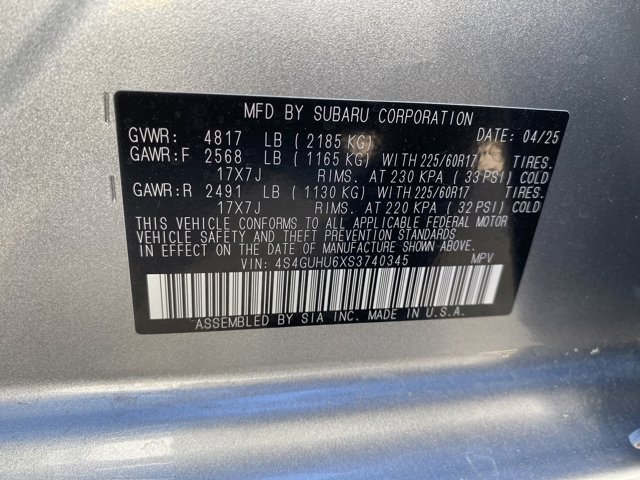 MFD BY SUBARU CORPORATION
GVWR: 4817 LB (2185 KG) DATE: 04/25
GAWR:F 2568 LB (1165 KG) WITH 225/60R17 TIRES.
17X7J RIMS. AT 230 KPA (33 PSI) COLD
GAWR:R 2491 LB (1130 KG) WITH 225/60R17 TIRES.
17X7J RIMS. AT 220 KPA (32 PSI) COLD
THIS VEHICLE CONFORMS TO ALL APPLICABLE FEDERAL MOTOR
VEHICLE SAFETY AND THEFT PREVENTION STANDARDS
IN EFFECT ON THE DATE OF MANUFACTURE SHOWN ABOVE.
VIN: 4S4GUHU6XS3740345 MPV
ASSEMBLED BY SIA INC. MADE IN U.S.A.